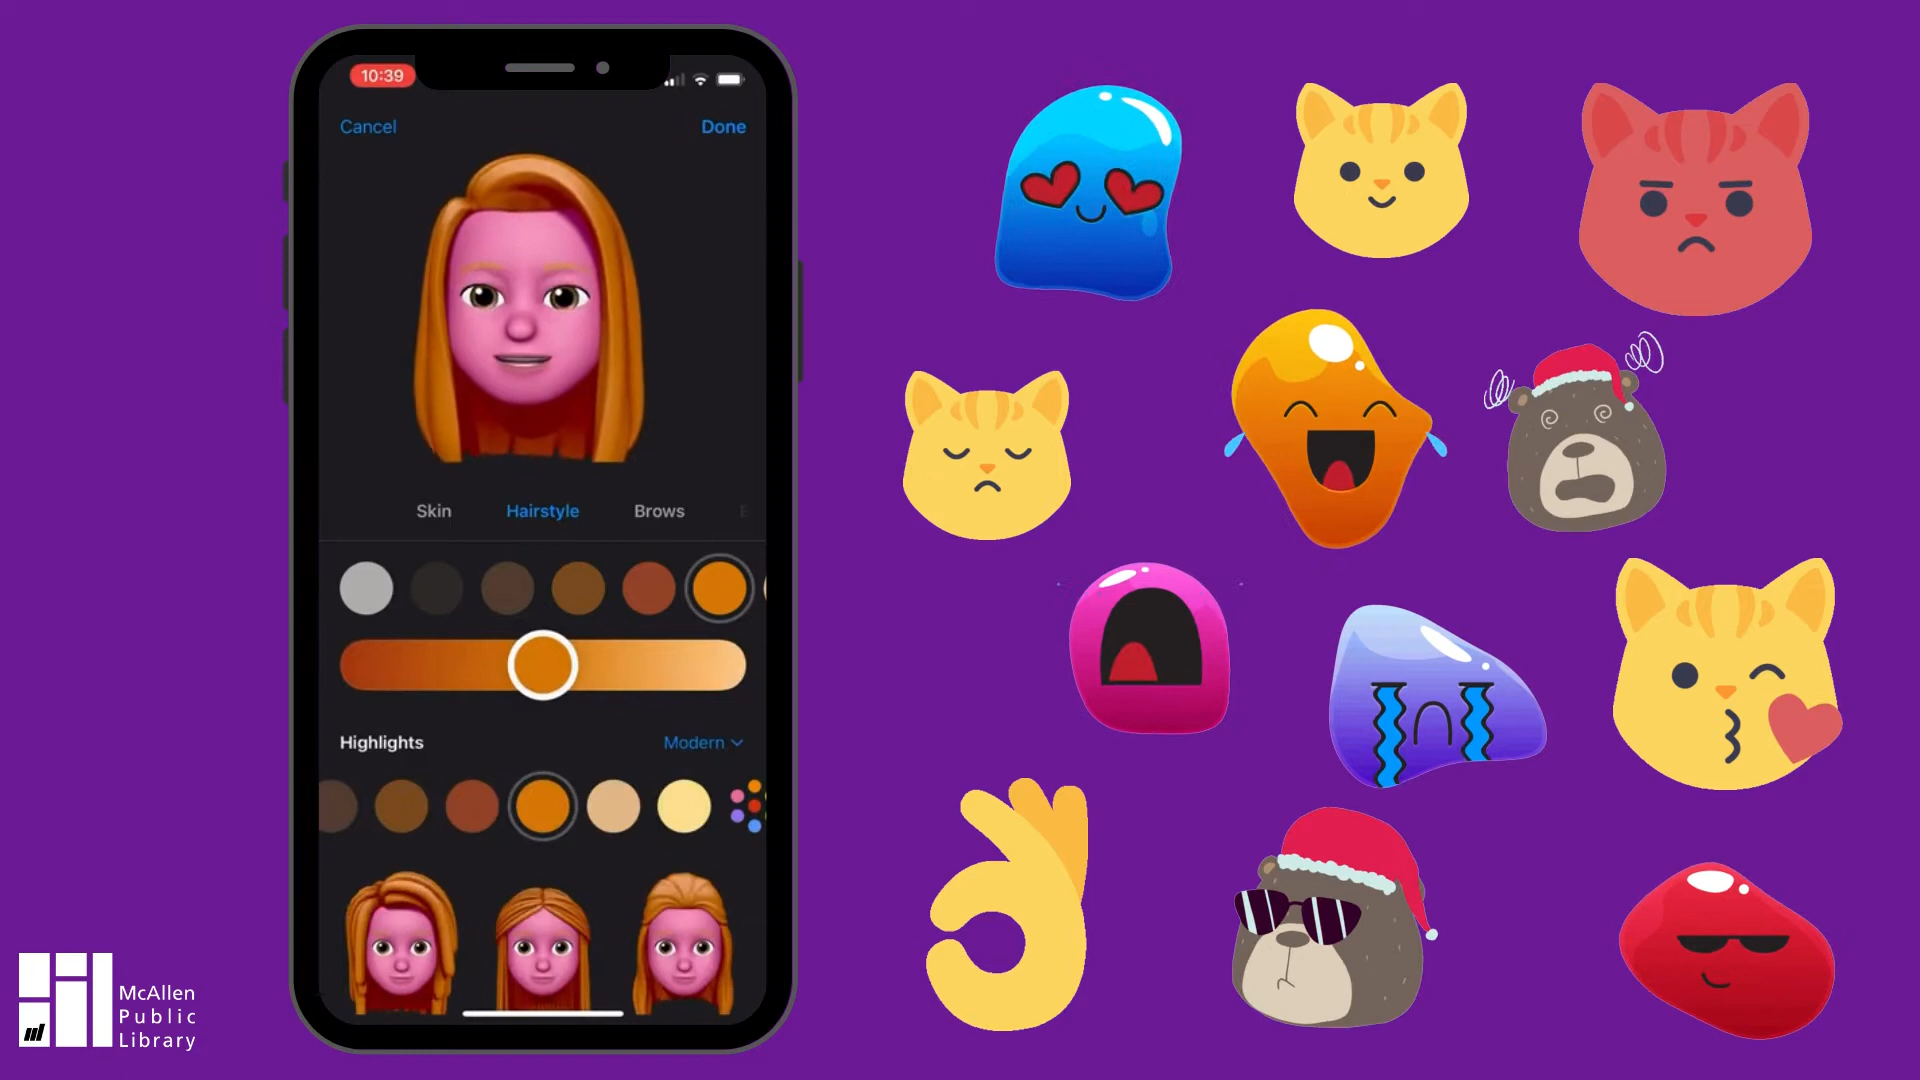 10:39
Cancel
Done
Skin
Hairstyle
Brows
Highlights
Modern
McAllen
Public
Library